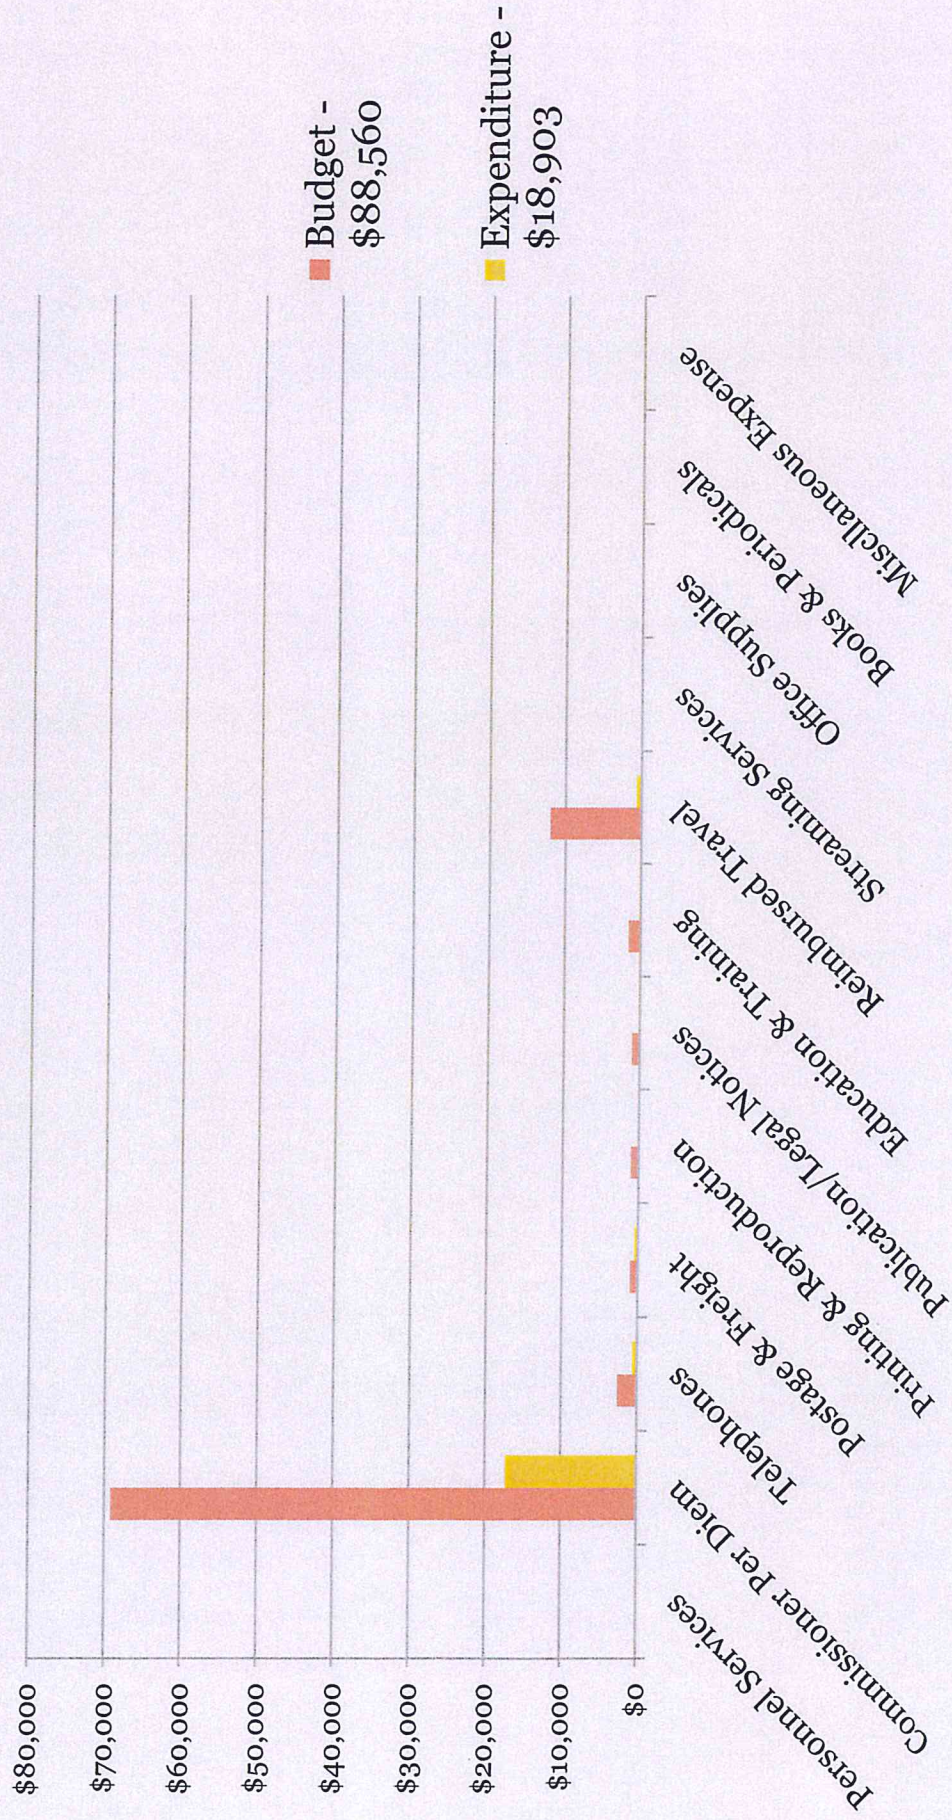 $80,000
$70,000
$60,000
$50,000
$40,000
$30,000
$20,000
$10,000
$0
Personnel Services
Commissioner Per Diem
Telephones
Postage & Freight
Printing & Reproduction
Publication/Legal Notices
Education & Training
Reimbursed Travel
Streaming Services
Office Supplies
Books & Periodicals
Miscllaneous Expense
Budget -
$88,560
Expenditure -
$18,903